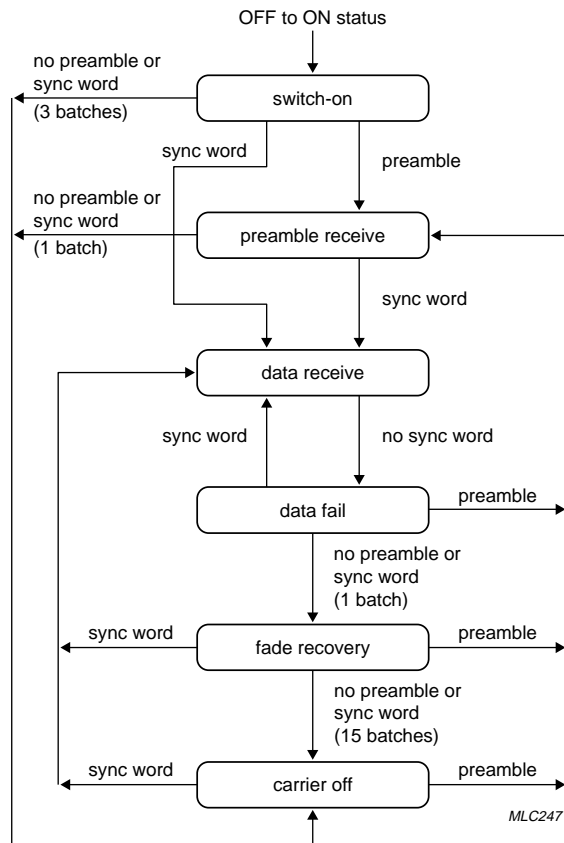 OFF to ON status
no preamble or
sync word
(3 batches)
switch-on
sync word
preamble
no preamble or
sync word
(1 batch)
preamble receive
sync word
data receive
sync word
no sync word
data fail
preamble
no preamble or
sync word
(1 batch)
sync word
fade recovery
preamble
no preamble or
sync word
(15 batches)
sync word
carrier off
preamble
MLC247